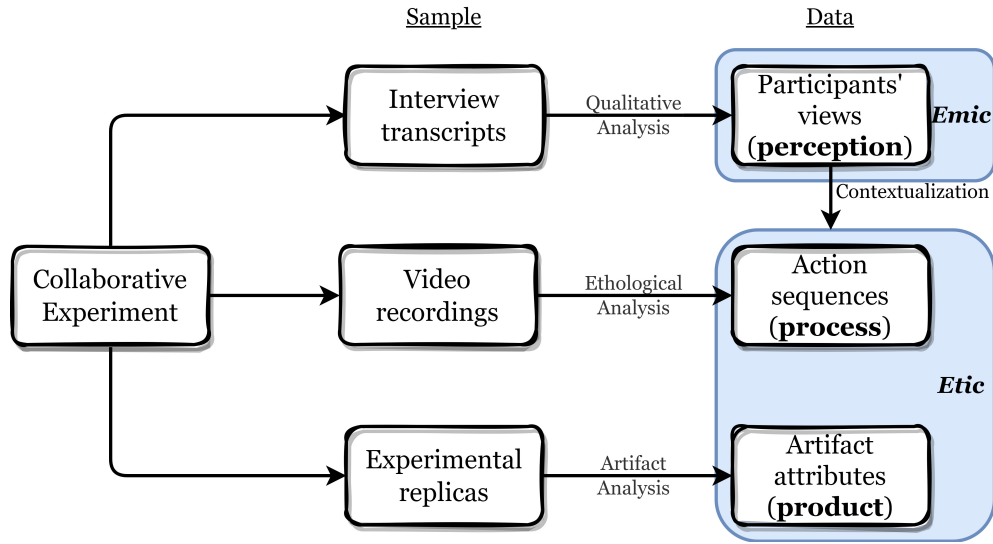 Sample
Data
Interview
transcripts
Qualitative
Analysis
Participants'
views
(perception)
Emic
Contextualization
Collaborative
Experiment
Video
recordings
Ethological
Analysis
Action
sequences
(process)
Etic
Experimental
replicas
Artifact
Analysis
Artifact
attributes
(product)